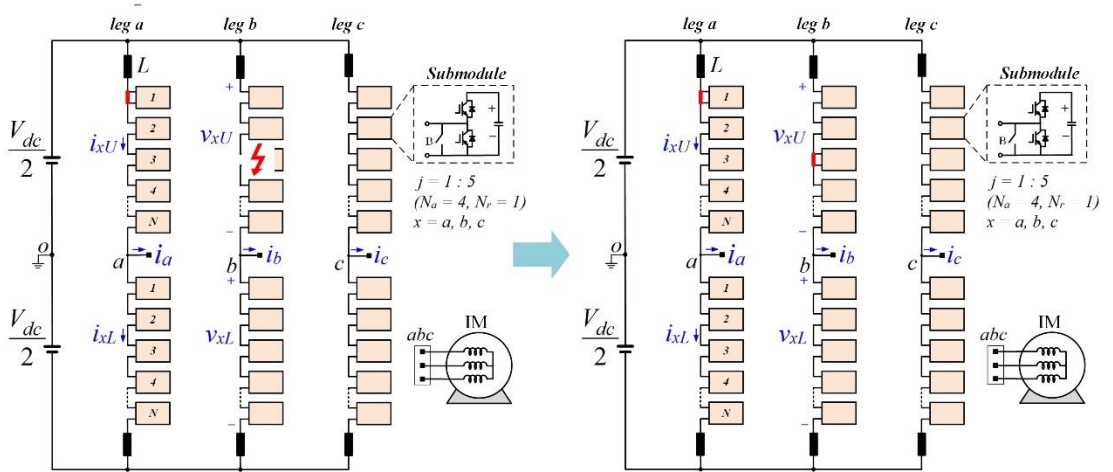 leg a leg b leg c
L
Submodule
+
B
+
−
1
2
3
4
N
V_dc
2
i_xU
v_xU
−
j = 1 : 5
(N_a = 4, N_r = 1)
x = a, b, c
o
a
i_a
b
i_b
c
i_c
+
1
2
3
4
N
V_dc
2
i_xL
v_xL
−
abc
IM
leg a leg b leg c
L
Submodule
+
B
+
−
1
2
3
4
N
V_dc
2
i_xU
v_xU
−
j = 1 : 5
(N_a = 4, N_r = 1)
x = a, b, c
o
a
i_a
b
i_b
c
i_c
+
1
2
3
4
N
V_dc
2
i_xL
v_xL
−
abc
IM